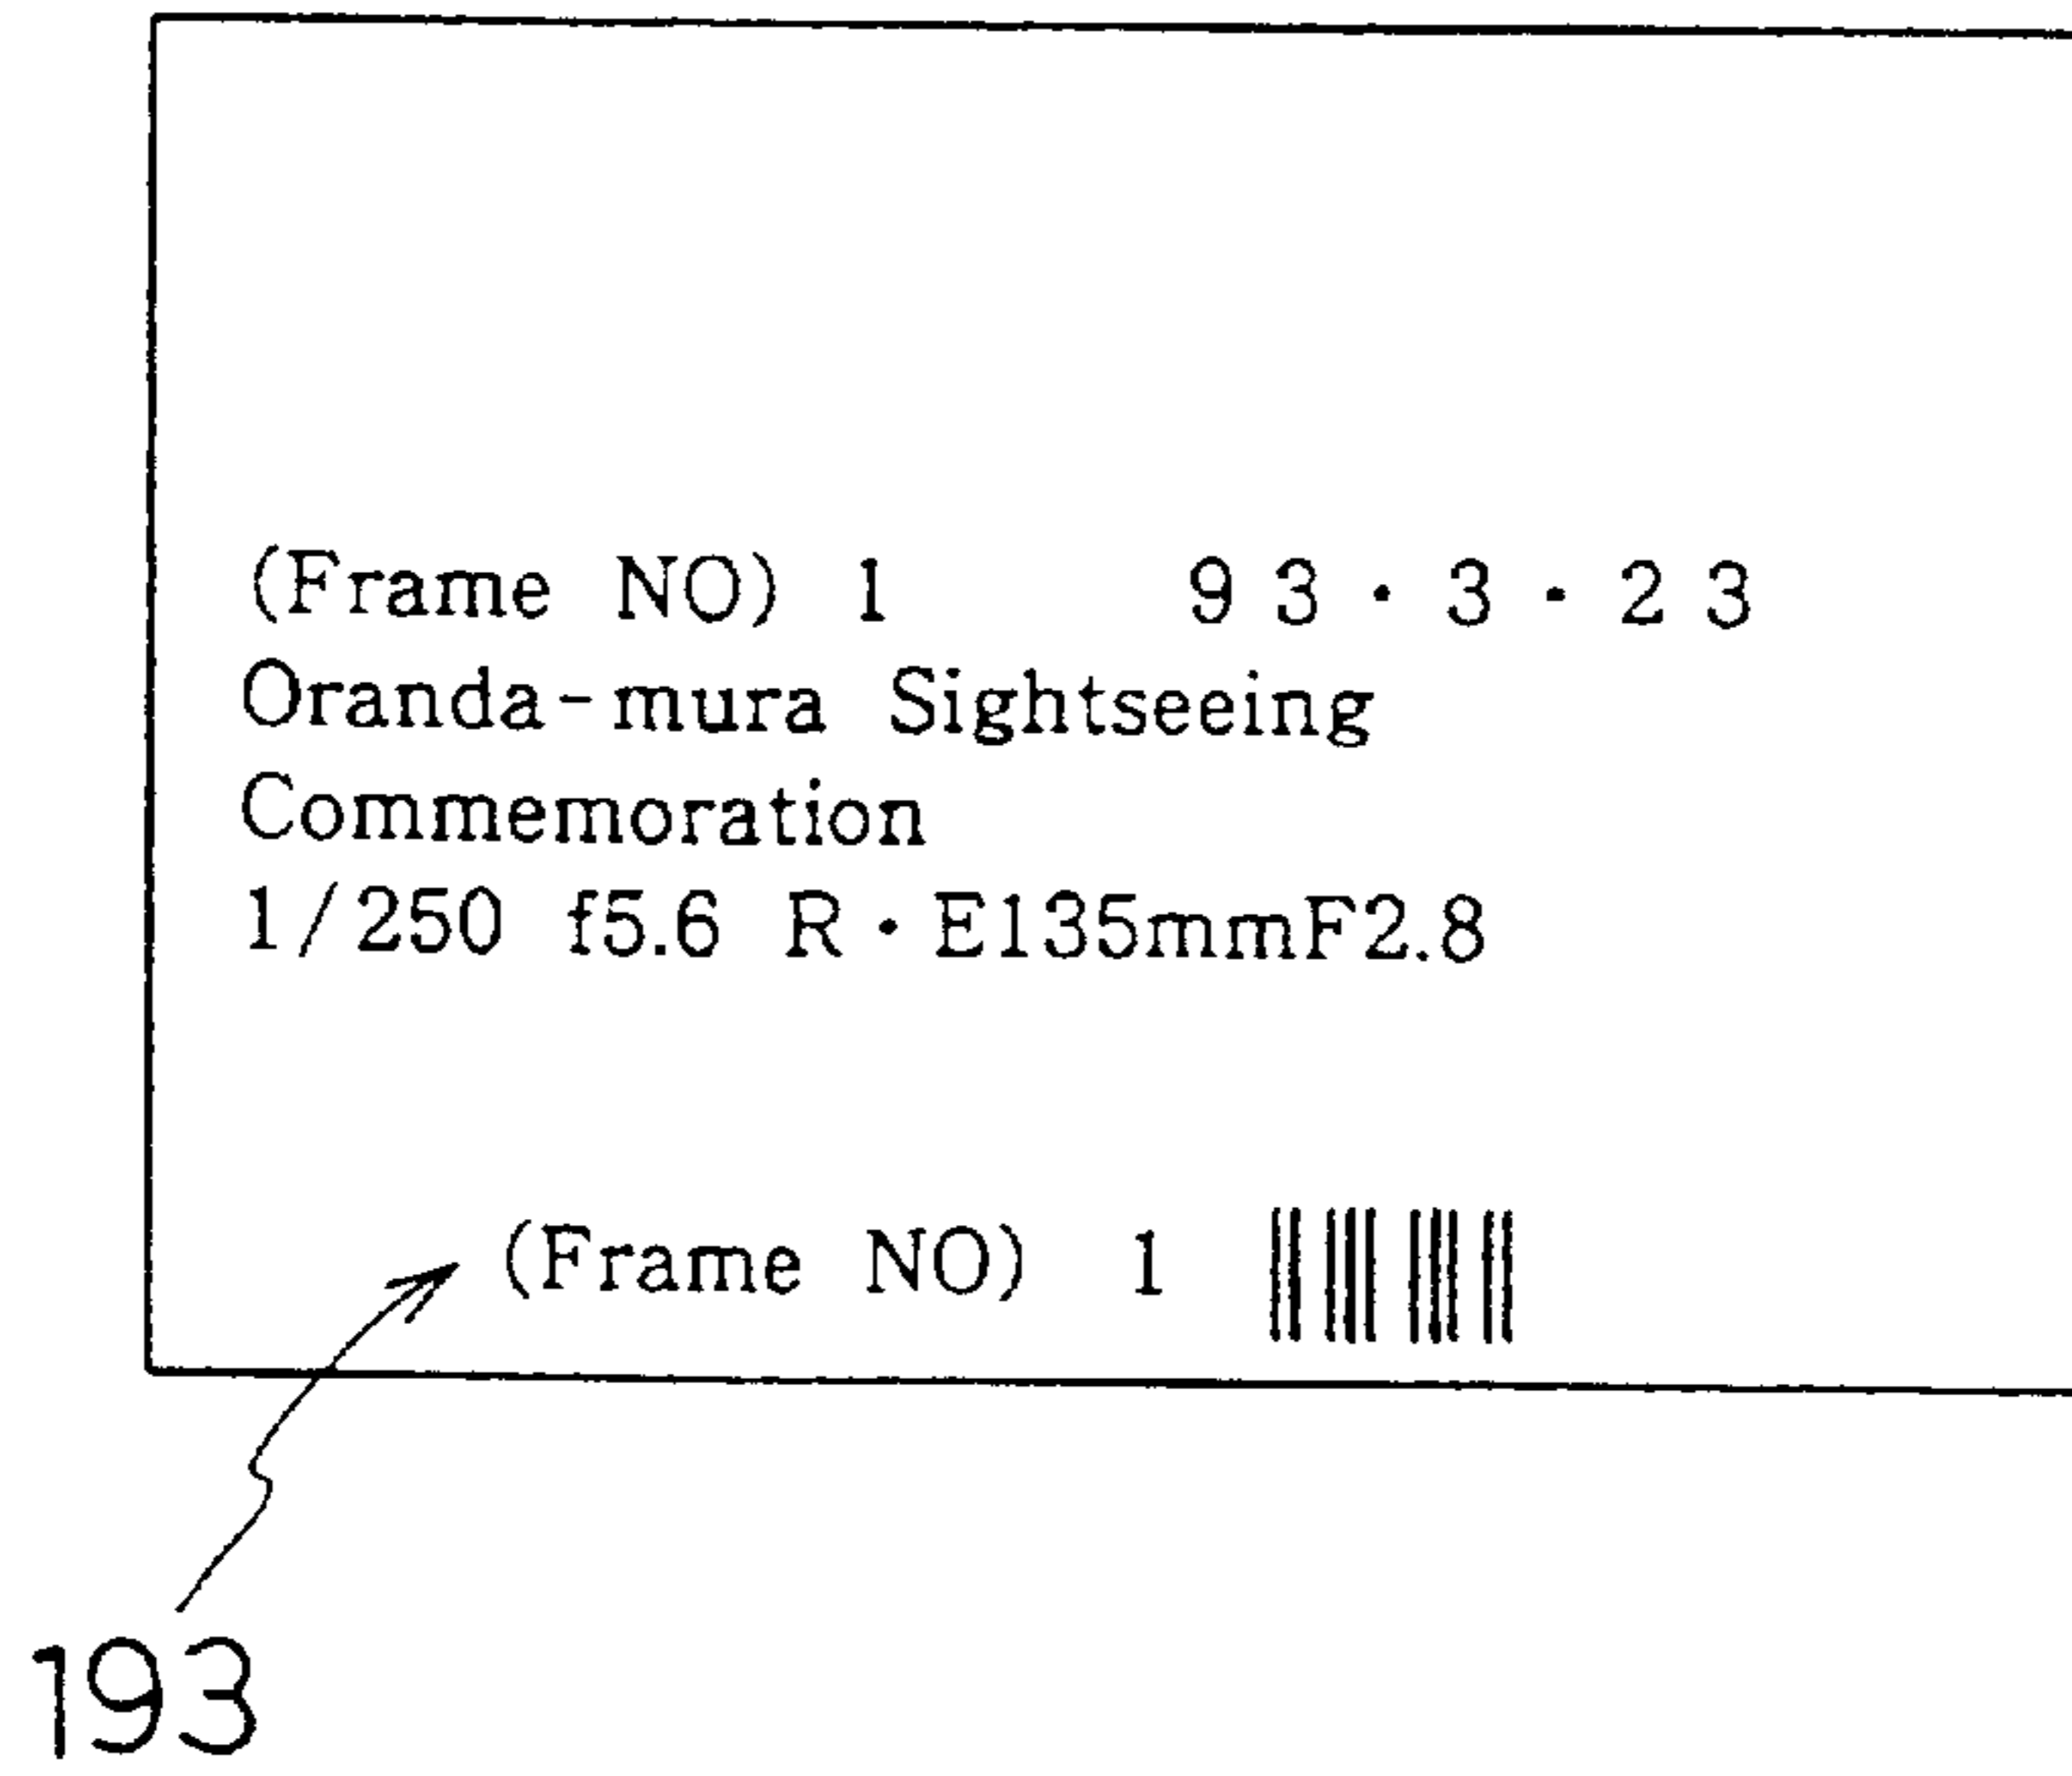 (Frame NO) 1 93・3・23
Oranda-mura Sightseeing
Commemoration
1/250 f5.6 R・E135mmF2.8
(Frame NO) 1
193